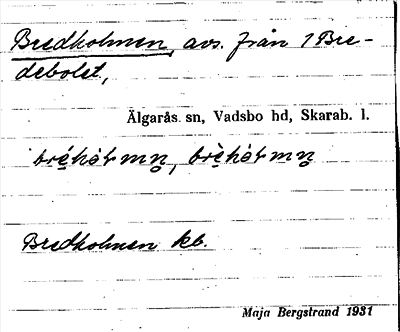 Bredholmen, avs. från 1 Bre-
debolet,
Älgarås sn, Vadsbo hd, Skarab. l.
Bredholmen kb.
Maja Bergstrand 1931